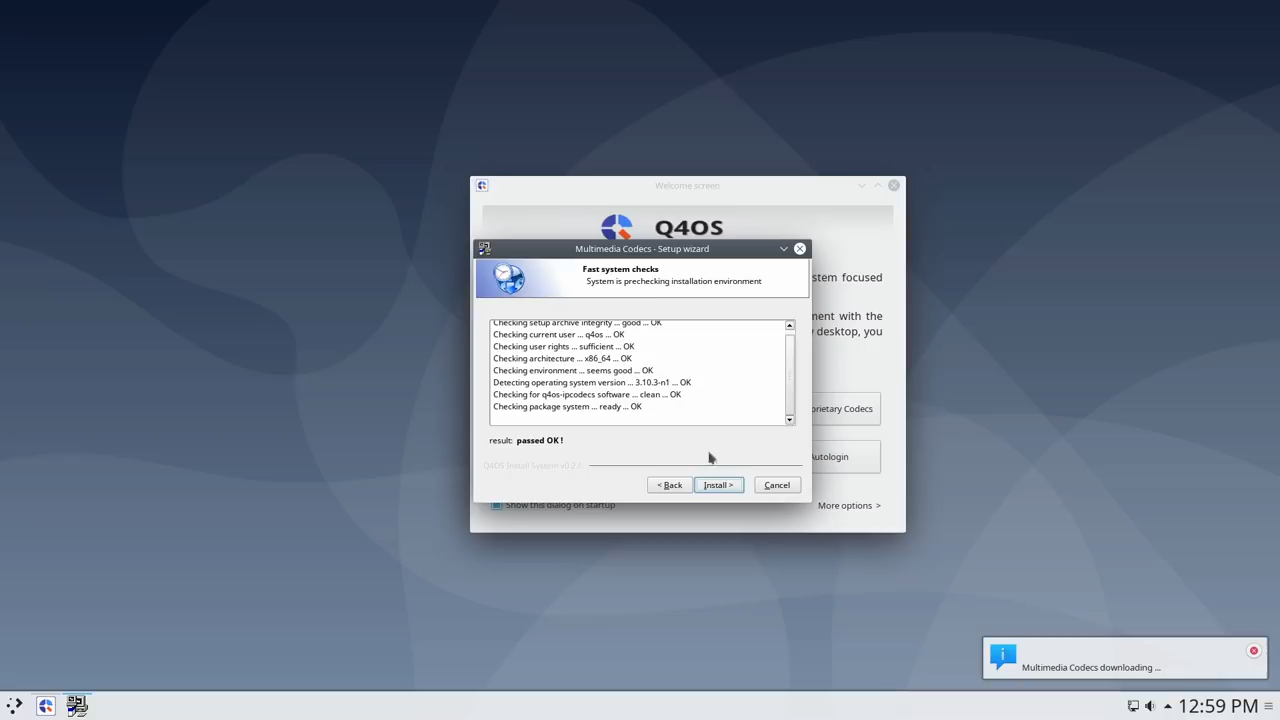 Welcome screen
Q4OS
Multimedia Codecs - Setup wizard
Fast system checks
System is prechecking installation environment
stem focused
ment with the
desktop, you
Checking setup archive integrity ... good ... OK
Checking current user ... q4os ... OK
Checking user rights ... sufficient ... OK
Checking architecture ... x86_64 ... OK
Checking environment ... seems good ... OK
Detecting operating system version ... 3.10.3-n1 ... OK
Checking for q4os-ipcodecs software ... clean ... OK
Checking package system ... ready ... OK
prietary Codecs
result: passed OK !
Autologin
Q4OS Install System
< Back
Install >
Cancel
Show this dialog on startup
More options >
Multimedia Codecs downloading ...
12:59 PM